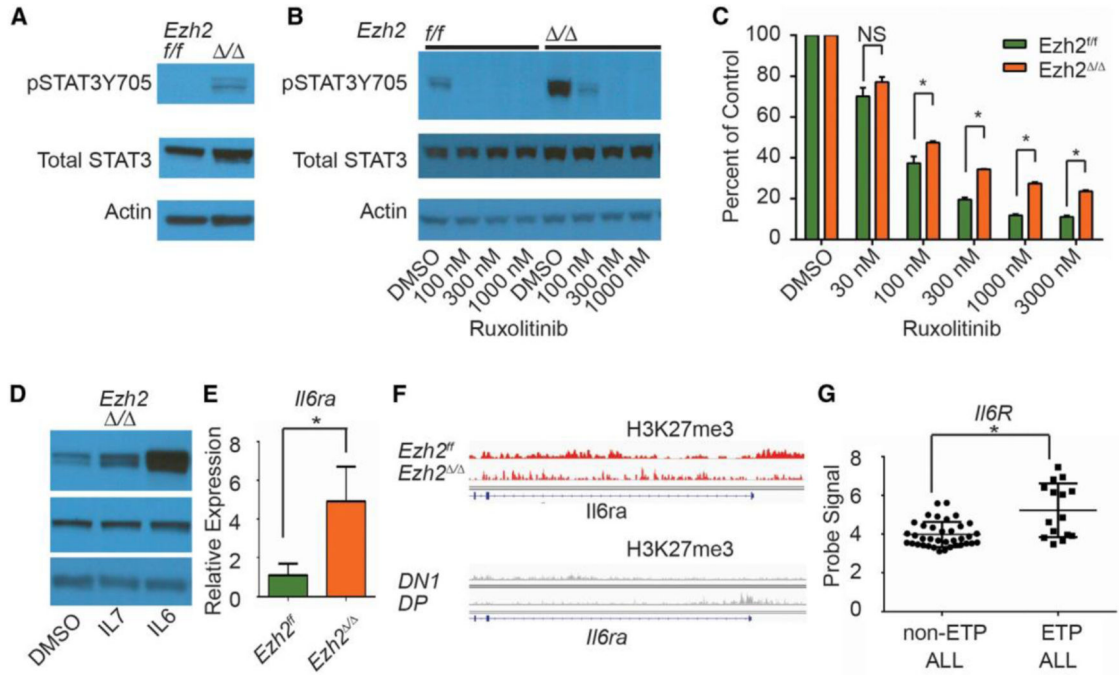 A
Ezh2
f/f Δ/Δ
pSTAT3Y705
Total STAT3
Actin
B
Ezh2 f/f Δ/Δ
pSTAT3Y705
Total STAT3
Actin
DMSO
100 nM
300 nM
1000 nM
DMSO
100 nM
300 nM
1000 nM
Ruxolitinib
C
Percent of Control
100
80
60
40
20
0
NS
*
*
*
*
Ezh2f/f
Ezh2Δ/Δ
DMSO
30 nM
100 nM
300 nM
1000 nM
3000 nM
Ruxolitinib
D
Ezh2
Δ/Δ
DMSO
IL7
IL6
E
Il6ra
*
Relative Expression
8
6
4
2
0
Ezh2ff
Ezh2Δ/Δ
F
H3K27me3
Ezh2ff
Ezh2Δ/Δ
Il6ra
H3K27me3
DN1
DP
Il6ra
G
Il6R
*
Probe Signal
8
6
4
2
0
non-ETP
ALL
ETP
ALL